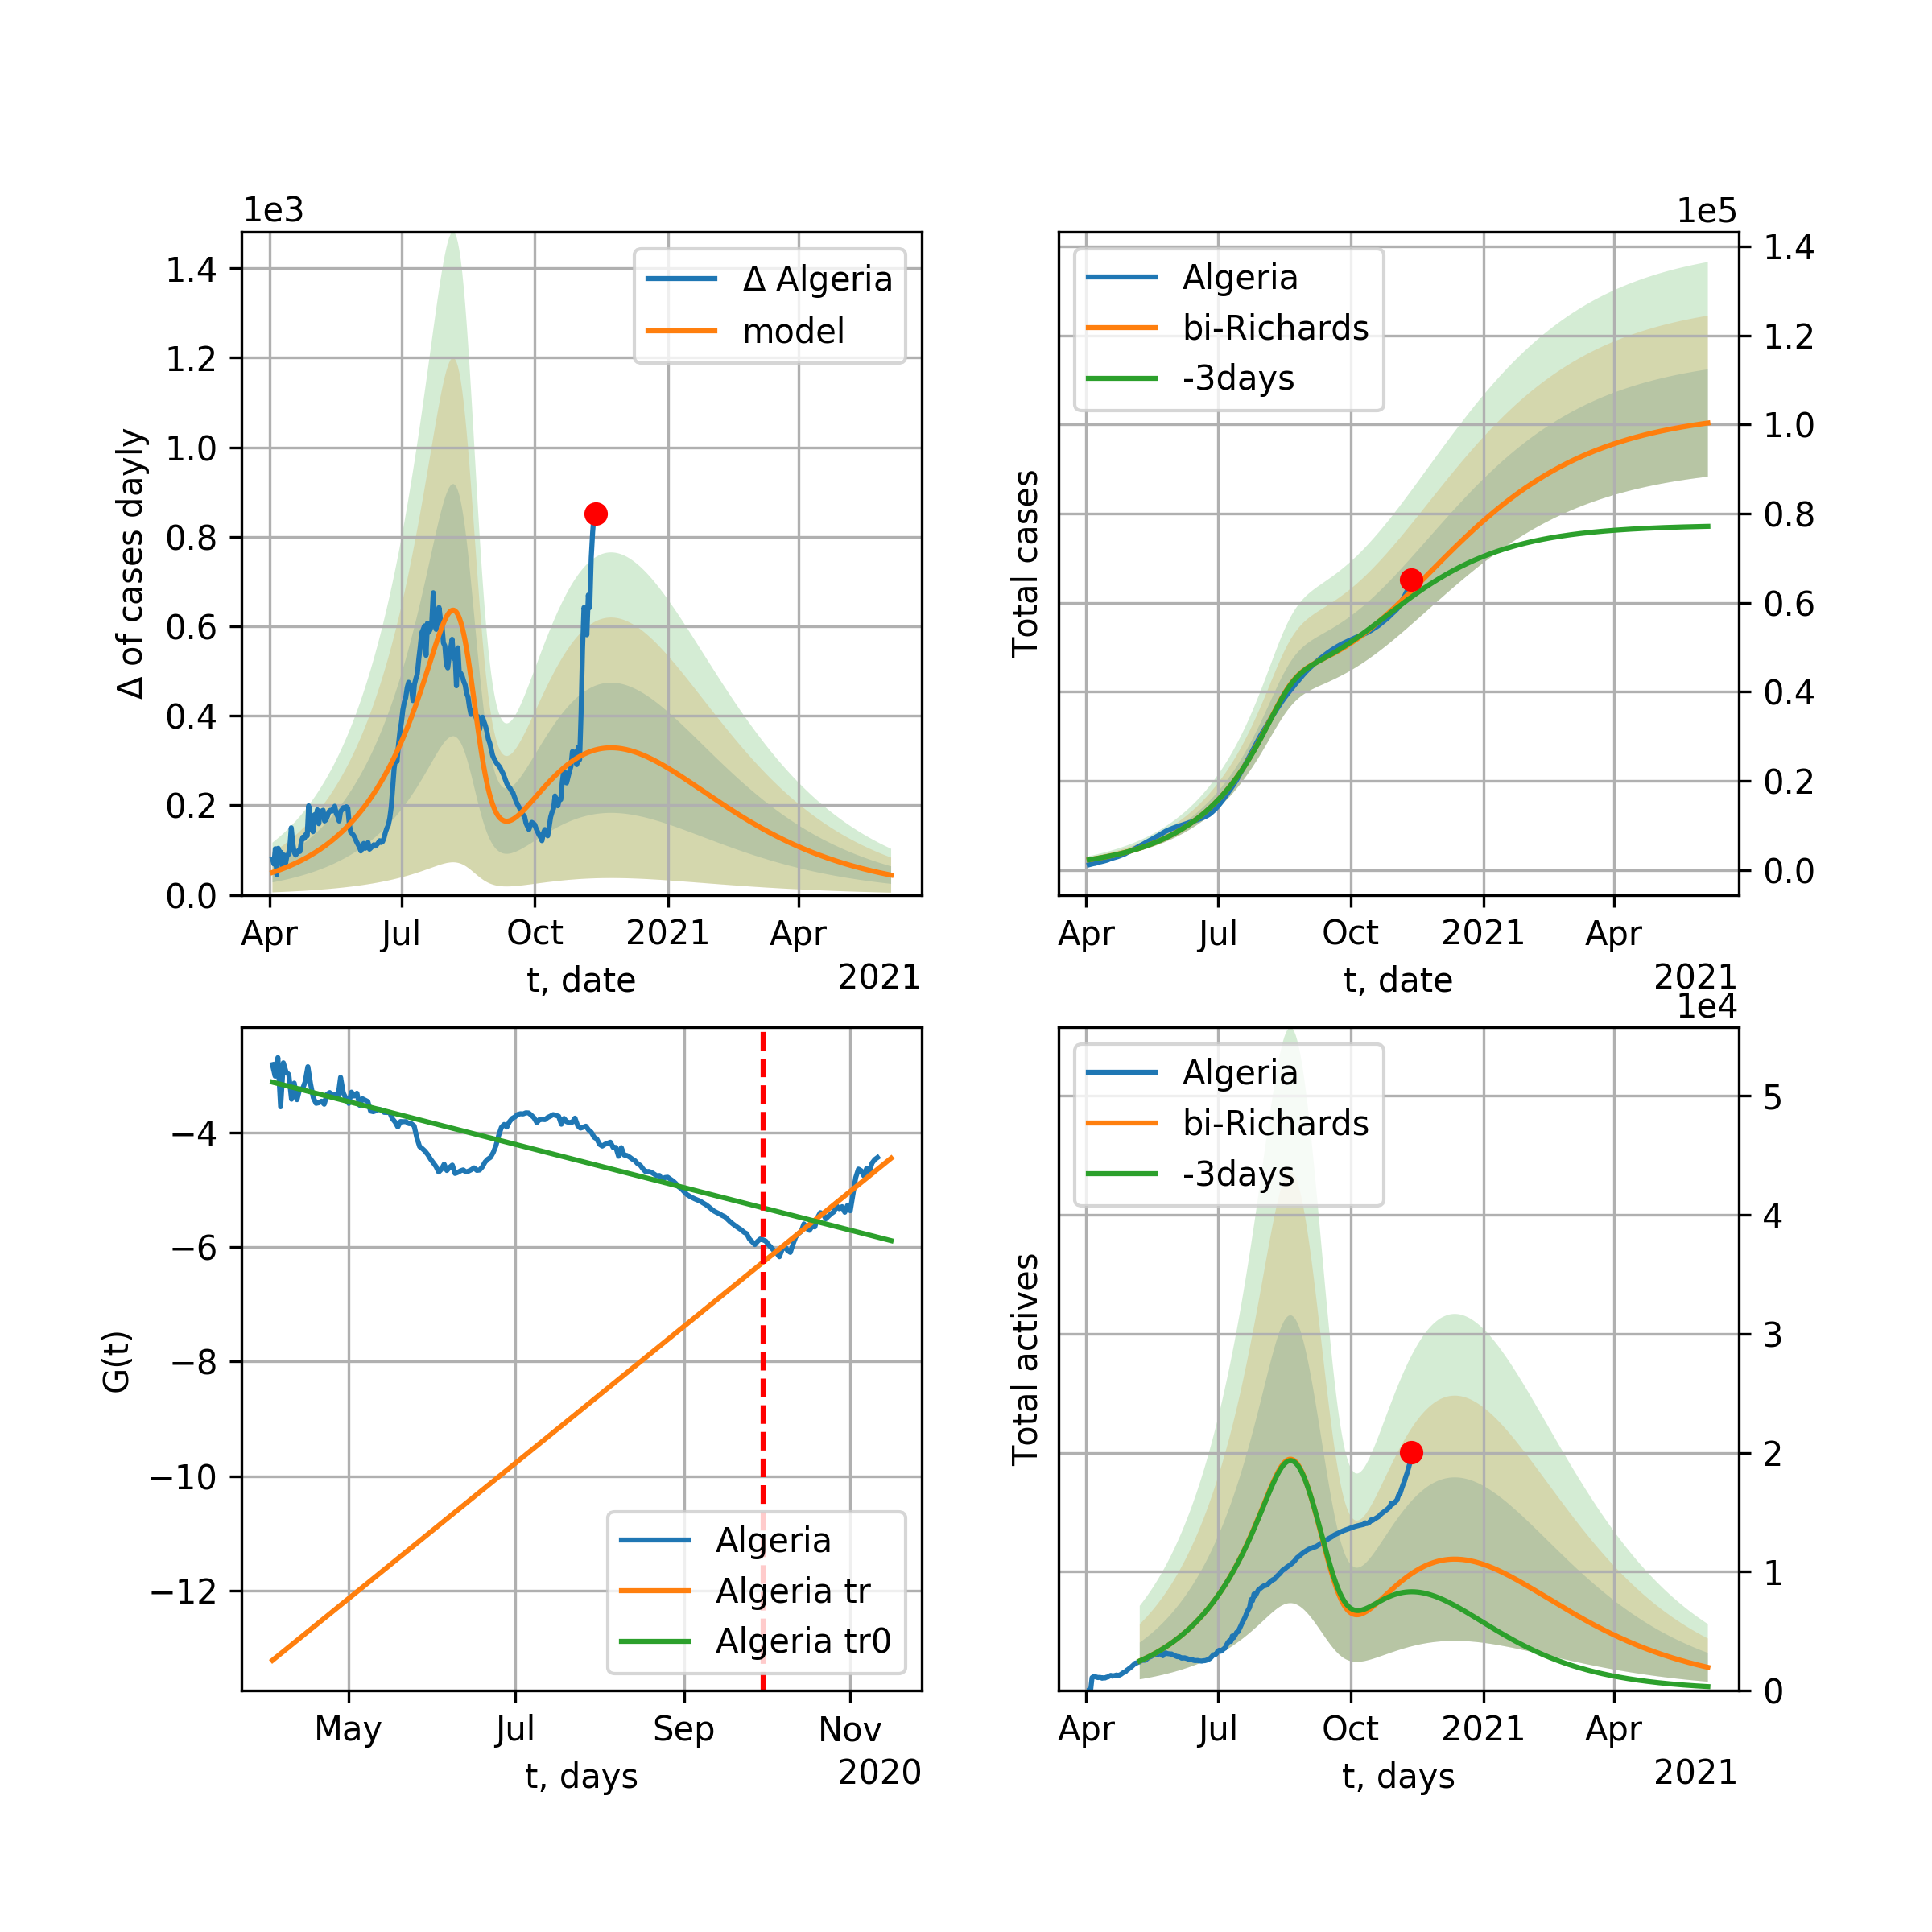 1e3
1.4
1.2
1.0
0.8
0.6
0.4
0.2
0.0
Δ of cases dayly
Δ Algeria
model
Apr Jul Oct 2021 Apr
t, date
2021
1e5
1.4
1.2
1.0
0.8
0.6
0.4
0.2
0.0
Total cases
Algeria
bi-Richards
-3days
Apr Jul Oct 2021 Apr
t, date
2021
−4
−6
−8
−10
−12
G(t)
Algeria
Algeria tr
Algeria tr0
May Jul Sep Nov
t, days
2020
1e4
5
4
3
2
1
0
Total actives
Algeria
bi-Richards
-3days
Apr Jul Oct 2021 Apr
t, days
2021